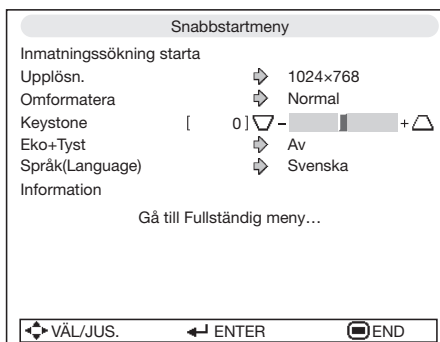 Snabbstartmeny
Inmatningssökning starta
Upplösn. 1024×768
Omformatera Normal
Keystone [ 0] - +
Eko+Tyst Av
Språk(Language) Svenska
Information
Gå till Fullständig meny…
VÄL/JUS. ENTER END